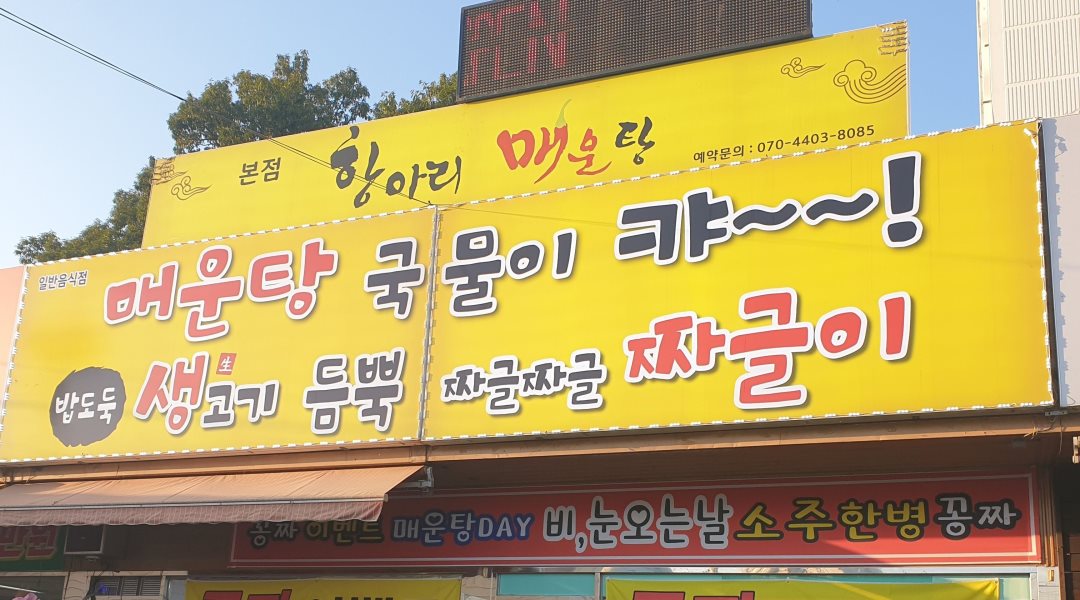 본점 항아리 매운탕 예약문의 : 070-4403-8085
일반음식점
매운탕 국물이 캬~~!
밥도둑 생生고기 듬뿍 짜글짜글 짜글이
꽁짜 이벤트 매운탕DAY 비,눈오는날 소주한병 꽁짜